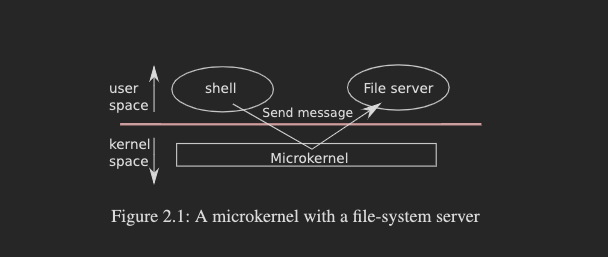 user
space
shell
File server
Send message
kernel
space
Microkernel
Figure 2.1: A microkernel with a file-system server